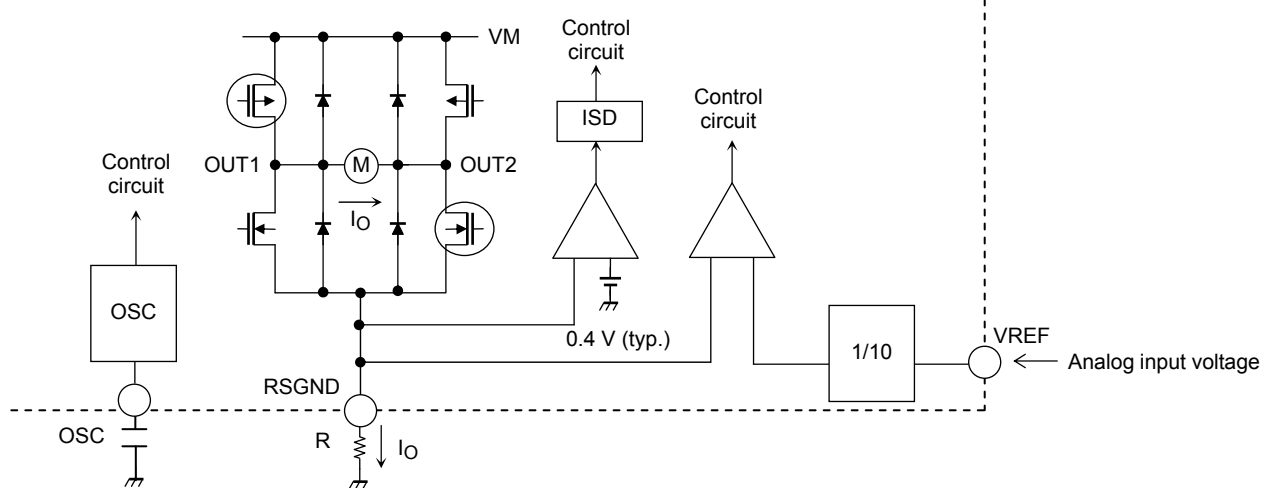 Control
circuit
VM
ISD
Control
circuit
Control
circuit
OUT1
M
OUT2
IO
OSC
0.4 V (typ.)
1/10
VREF
Analog input voltage
RSGND
OSC
R
IO